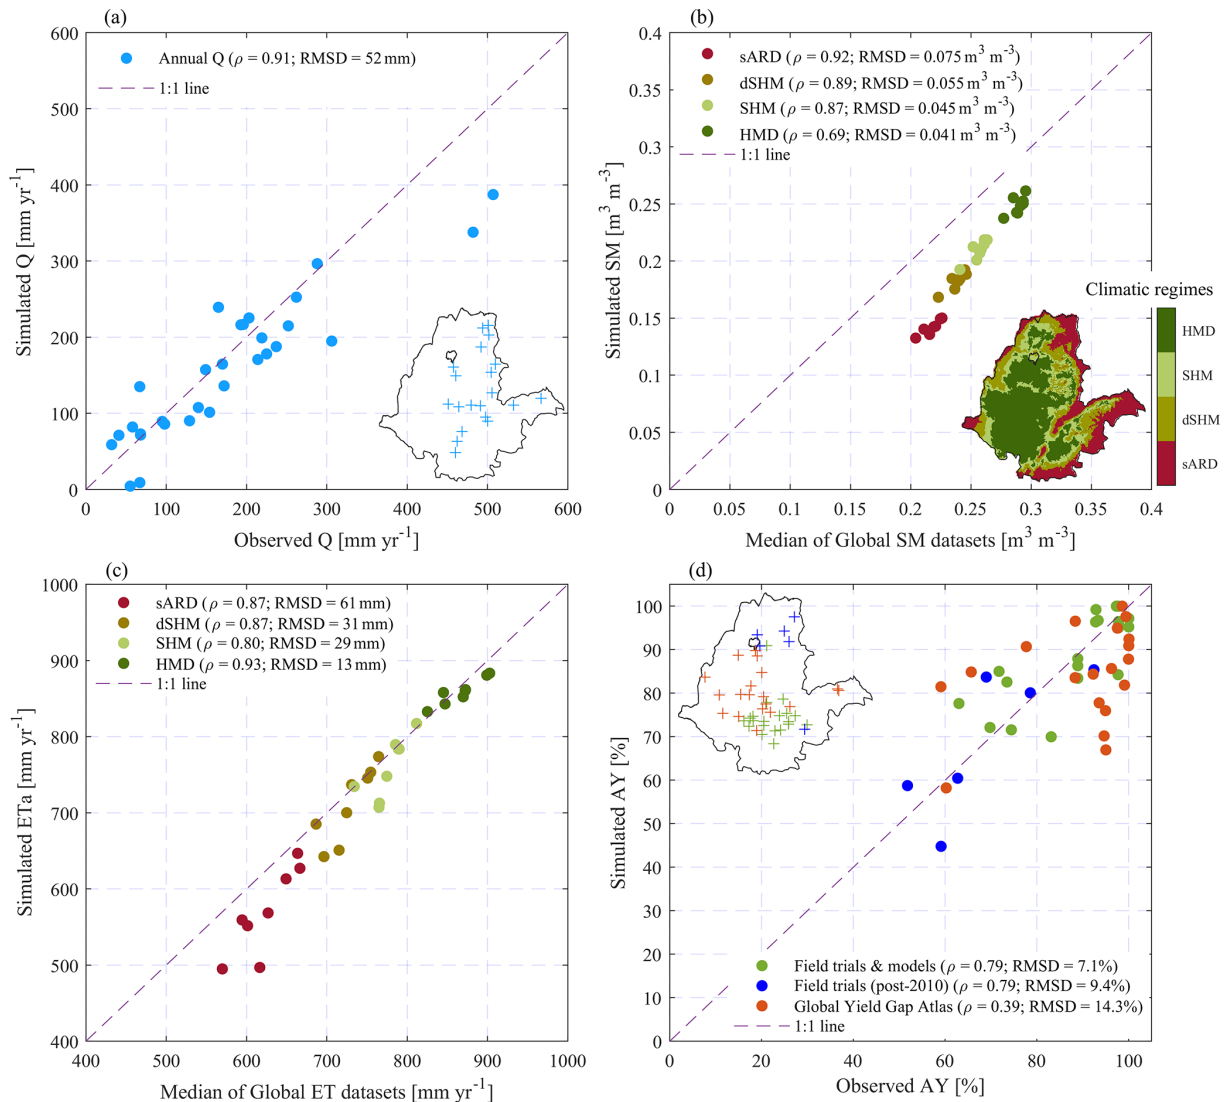 (a)
600
500
400
300
200
100
0
Simulated Q [mm yr⁻¹]
Annual Q (ρ = 0.91; RMSD = 52 mm)
1:1 line
0 100 200 300 400 500 600
Observed Q [mm yr⁻¹]
(b)
0.4
0.35
0.3
0.25
0.2
0.15
0.1
0.05
0
Simulated SM [m³ m⁻³]
sARD (ρ = 0.92; RMSD = 0.075 m³ m⁻³)
dSHM (ρ = 0.89; RMSD = 0.055 m³ m⁻³)
SHM (ρ = 0.87; RMSD = 0.045 m³ m⁻³)
HMD (ρ = 0.69; RMSD = 0.041 m³ m⁻³)
1:1 line
Climatic regimes
HMD
SHM
dSHM
sARD
0 0.05 0.1 0.15 0.2 0.25 0.3 0.35 0.4
Median of Global SM datasets [m³ m⁻³]
(c)
1000
900
800
700
600
500
400
Simulated ETa [mm yr⁻¹]
sARD (ρ = 0.87; RMSD = 61 mm)
dSHM (ρ = 0.87; RMSD = 31 mm)
SHM (ρ = 0.80; RMSD = 29 mm)
HMD (ρ = 0.93; RMSD = 13 mm)
1:1 line
400 500 600 700 800 900 1000
Median of Global ET datasets [mm yr⁻¹]
(d)
100
90
80
70
60
50
40
30
20
10
0
Simulated AY [%]
Field trials & models (ρ = 0.79; RMSD = 7.1%)
Field trials (post-2010) (ρ = 0.79; RMSD = 9.4%)
Global Yield Gap Atlas (ρ = 0.39; RMSD = 14.3%)
1:1 line
0 20 40 60 80 100
Observed AY [%]